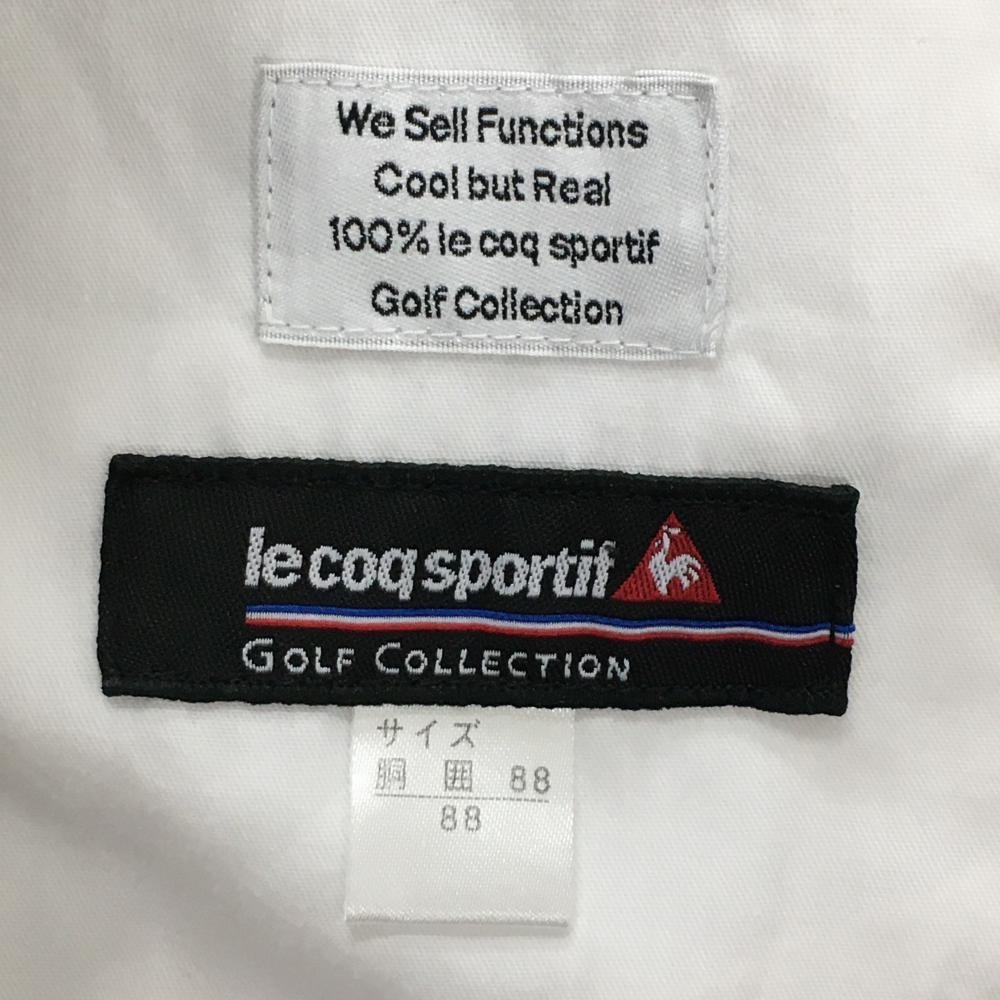 We Sell Functions
Cool but Real
100% le coq sportif
Golf Collection
le coq sportif
GOLF COLLECTION
サイズ
胴囲 88
88